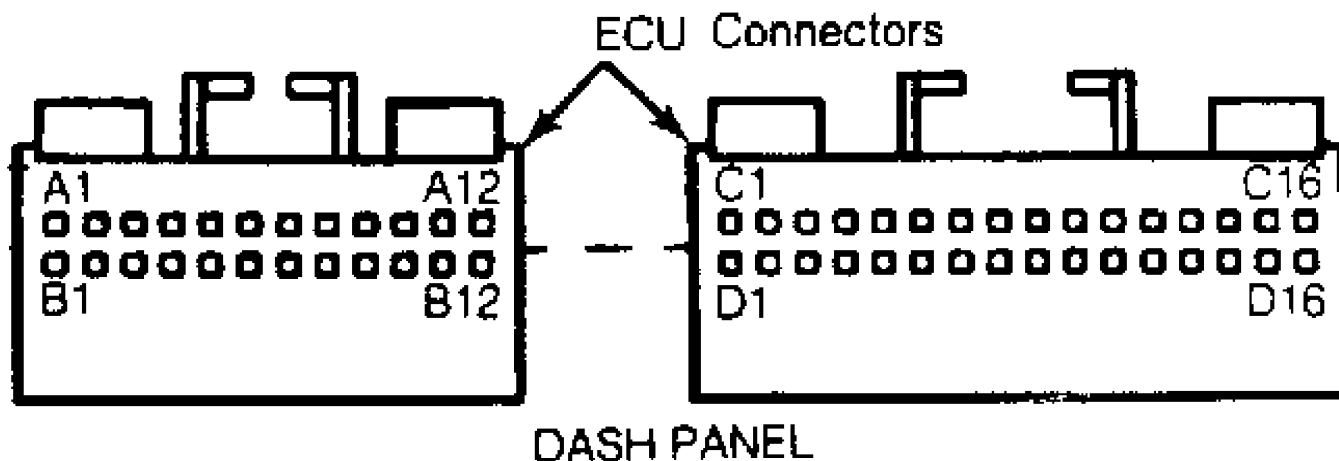 ECU Connectors
A1 A12 C1 C16
B1 B12 D1 D16
DASH PANEL